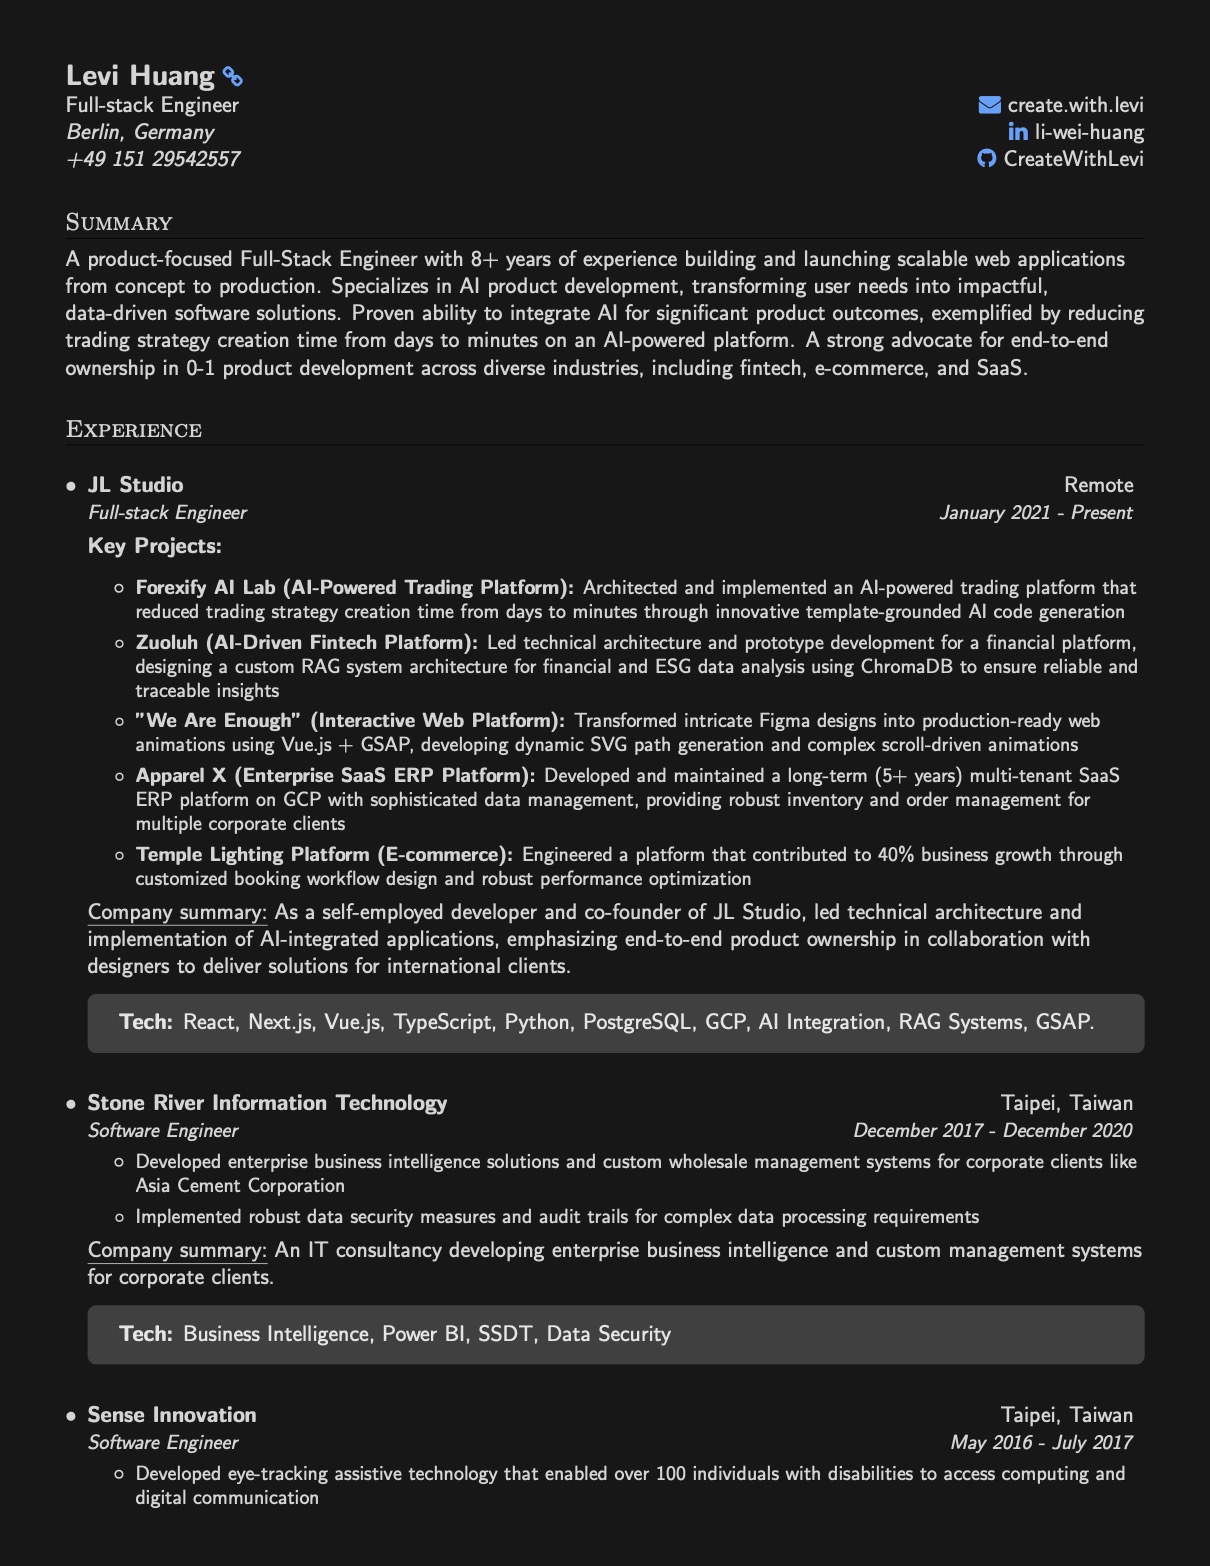 Levi Huang
Full-stack Engineer
create.with.levi
Berlin, Germany
li-wei-huang
+49 151 29542557
CreateWithLevi
Summary
A product-focused Full-Stack Engineer with 8+ years of experience building and launching scalable web applications
from concept to production. Specializes in AI product development, transforming user needs into impactful,
data-driven software solutions. Proven ability to integrate AI for significant product outcomes, exemplified by reducing
trading strategy creation time from days to minutes on an AI-powered platform. A strong advocate for end-to-end
ownership in 0-1 product development across diverse industries, including fintech, e-commerce, and SaaS.
Experience
• JL Studio Remote
Full-stack Engineer January 2021 - Present
Key Projects:
◦ Forexify AI Lab (AI-Powered Trading Platform): Architected and implemented an AI-powered trading platform that
reduced trading strategy creation time from days to minutes through innovative template-grounded AI code generation
◦ Zuoluh (AI-Driven Fintech Platform): Led technical architecture and prototype development for a financial platform,
designing a custom RAG system architecture for financial and ESG data analysis using ChromaDB to ensure reliable and
traceable insights
◦ "We Are Enough" (Interactive Web Platform): Transformed intricate Figma designs into production-ready web
animations using Vue.js + GSAP, developing dynamic SVG path generation and complex scroll-driven animations
◦ Apparel X (Enterprise SaaS ERP Platform): Developed and maintained a long-term (5+ years) multi-tenant SaaS
ERP platform on GCP with sophisticated data management, providing robust inventory and order management for
multiple corporate clients
◦ Temple Lighting Platform (E-commerce): Engineered a platform that contributed to 40% business growth through
customized booking workflow design and robust performance optimization
Company summary: As a self-employed developer and co-founder of JL Studio, led technical architecture and
implementation of AI-integrated applications, emphasizing end-to-end product ownership in collaboration with
designers to deliver solutions for international clients.
Tech: React, Next.js, Vue.js, TypeScript, Python, PostgreSQL, GCP, AI Integration, RAG Systems, GSAP.
• Stone River Information Technology Taipei, Taiwan
Software Engineer December 2017 - December 2020
◦ Developed enterprise business intelligence solutions and custom wholesale management systems for corporate clients like
Asia Cement Corporation
◦ Implemented robust data security measures and audit trails for complex data processing requirements
Company summary: An IT consultancy developing enterprise business intelligence and custom management systems
for corporate clients.
Tech: Business Intelligence, Power BI, SSDT, Data Security
• Sense Innovation Taipei, Taiwan
Software Engineer May 2016 - July 2017
◦ Developed eye-tracking assistive technology that enabled over 100 individuals with disabilities to access computing and
digital communication